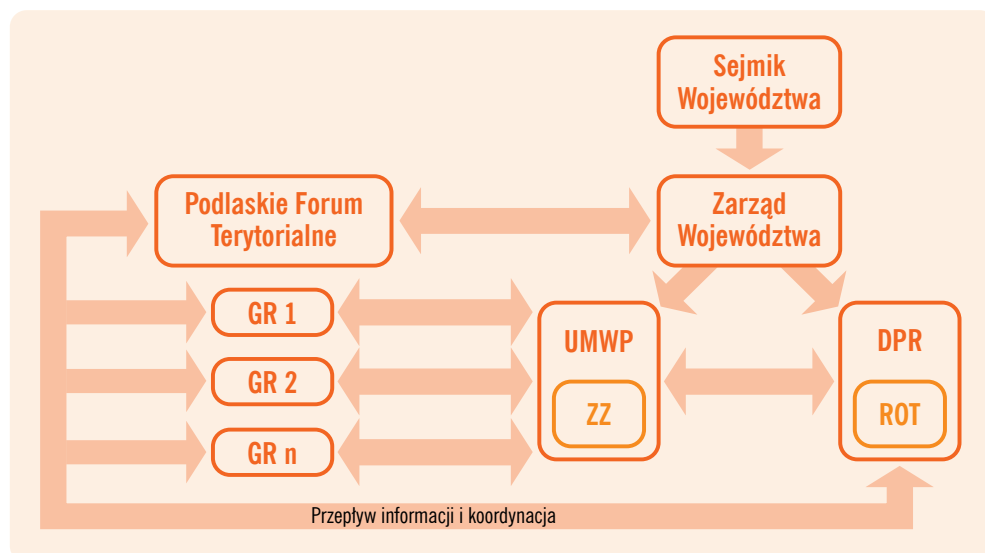 Sejmik
Województwa
Podlaskie Forum
Terytorialne
Zarząd
Województwa
GR 1
GR 2
GR n
UMWP
ZZ
DPR
ROT
Przepływ informacji i koordynacja